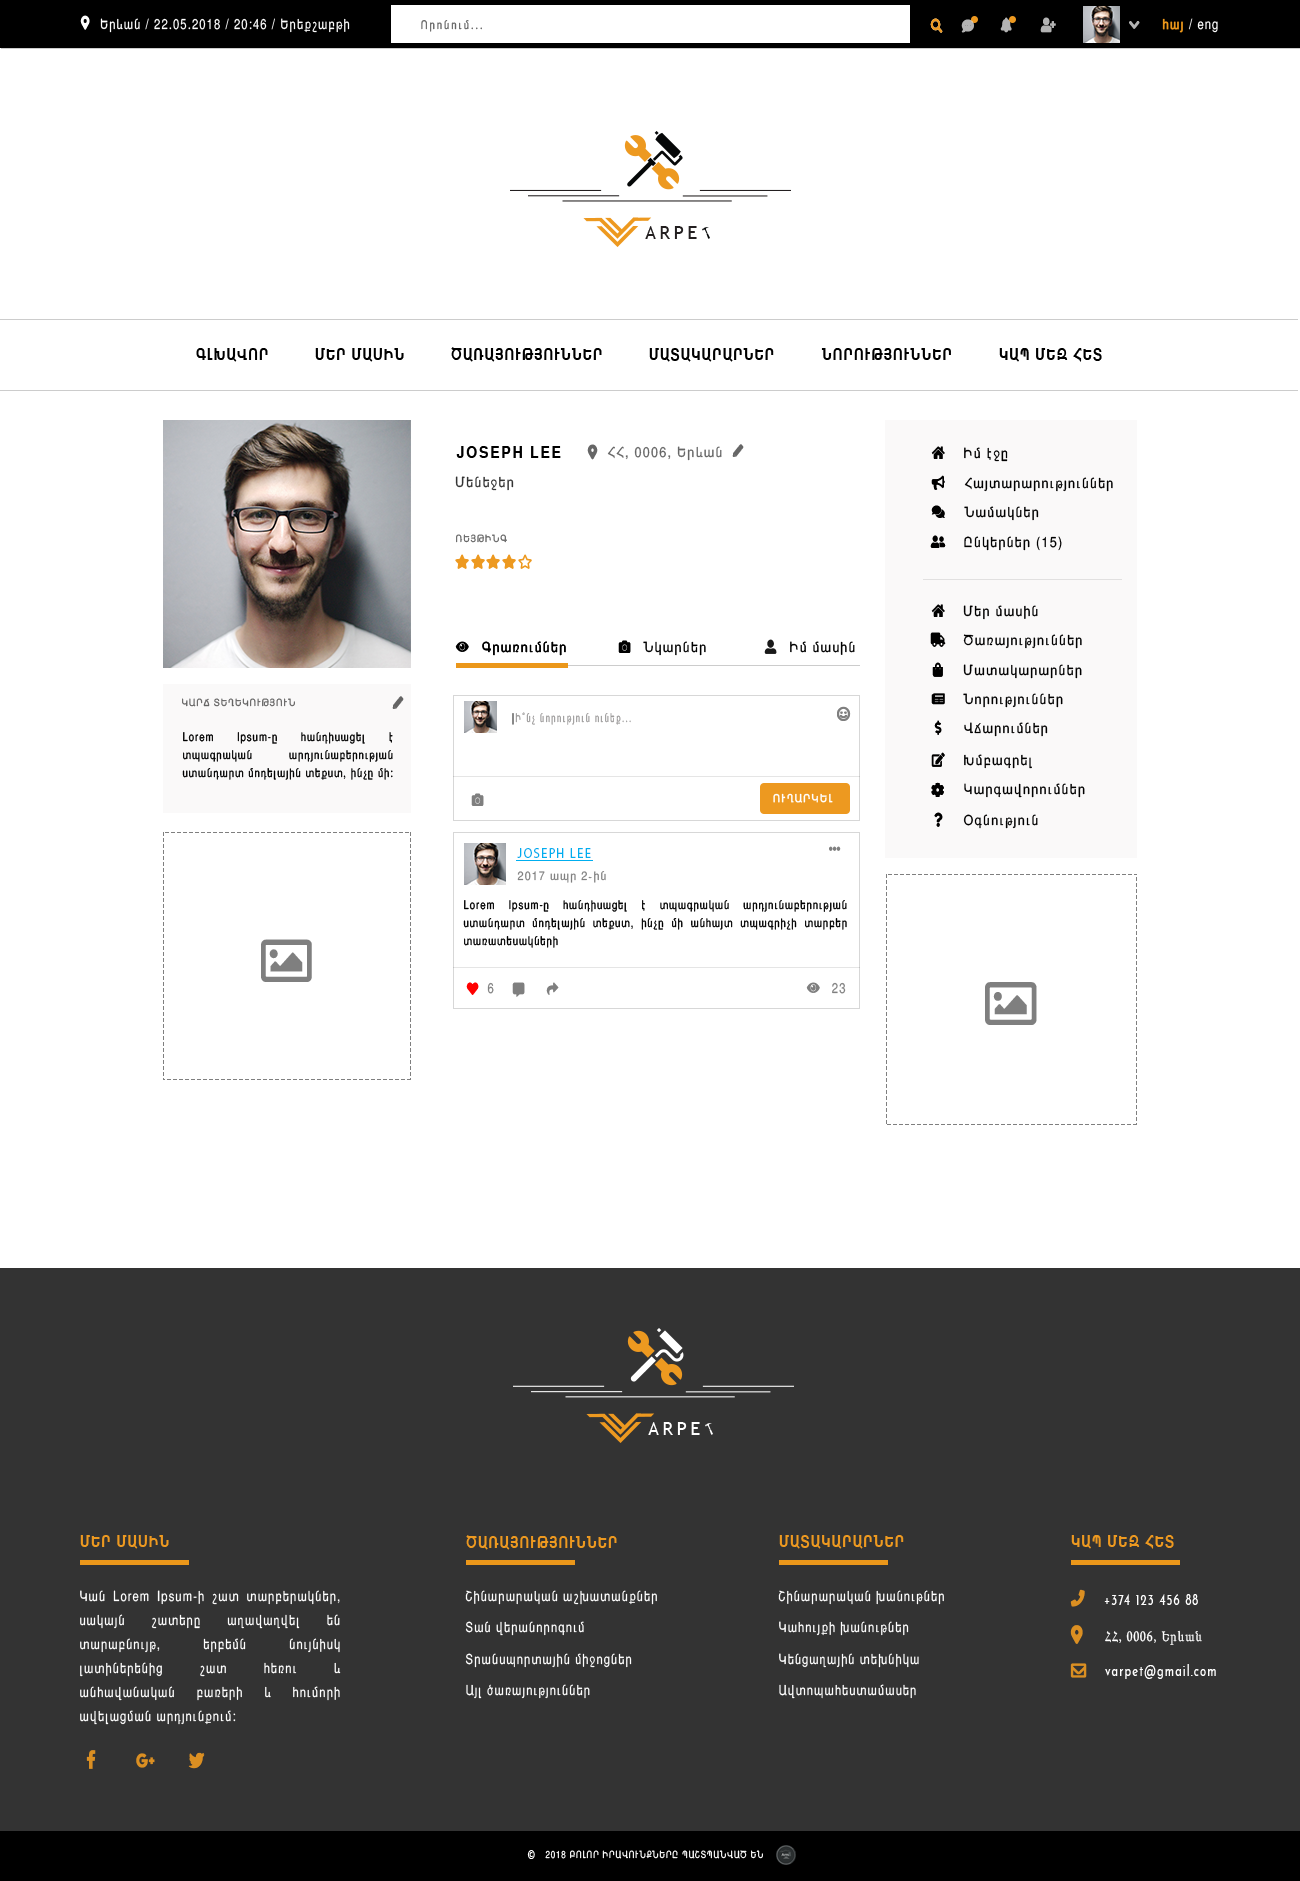 Երևան / 22.05.2018 / 20:46 / Երեքշաբթի
Որոնում...
հայ / eng
ARPET
ԳԼԽԱՎՈՐ
ՄԵՐ ՄԱՍԻՆ
ԾԱՌԱՅՈՒԹՅՈՒՆՆԵՐ
ՄԱՏԱԿԱՐԱՐՆԵՐ
ՆՈՐՈՒԹՅՈՒՆՆԵՐ
ԿԱՊ ՄԵԶ ՀԵՏ
JOSEPH LEE
ՀՀ, 0006, Երևան
Մենեջեր
ՌԵՅԹԻՆԳ
Գրառումներ
Նկարներ
Իմ մասին
ԿԱՐՃ ՏԵՂԵԿՈՒԹՅՈՒՆ
Lorem Ipsum-ը հանդիսացել է
տպագրական արդյունաբերության
ստանդարտ մոդելային տեքստ, ինչը մի:
Ի՞նչ նորություն ունեք...
ՈՒՂԱՐԿԵԼ
JOSEPH LEE
2017 ապր 2-ին
Lorem Ipsum-ը հանդիսացել է տպագրական արդյունաբերության
ստանդարտ մոդելային տեքստ, ինչը մի անհայտ տպագրիչի տարբեր
տառատեսակների
6
23
Իմ էջը
Հայտարարություններ
Նամակներ
Ընկերներ (15)
Մեր մասին
Ծառայություններ
Մատակարարներ
Նորություններ
Վճարումներ
Խմբագրել
Կարգավորումներ
Օգնություն
ARPET
ՄԵՐ ՄԱՍԻՆ
Կան Lorem Ipsum-ի շատ տարբերակներ,
սակայն շատերը աղավաղվել են
տարաբնույթ, երբեմն նույնիսկ
լատիներենից շատ հեռու և
անհավանական բառերի և հումորի
ավելացման արդյունքում:
ԾԱՌԱՅՈՒԹՅՈՒՆՆԵՐ
Շինարարական աշխատանքներ
Տան վերանորոգում
Տրանսպորտային միջոցներ
Այլ ծառայություններ
ՄԱՏԱԿԱՐԱՐՆԵՐ
Շինարարական խանութներ
Կահույքի խանութներ
Կենցաղային տեխնիկա
Ավտոպահեստամասեր
ԿԱՊ ՄԵԶ ՀԵՏ
+374 123 456 88
ՀՀ, 0006, Երևան
varpet@gmail.com
© 2018 ԲՈԼՈՐ ԻՐԱՎՈՒՆՔՆԵՐԸ ՊԱՇՏՊԱՆՎԱԾ ԵՆ